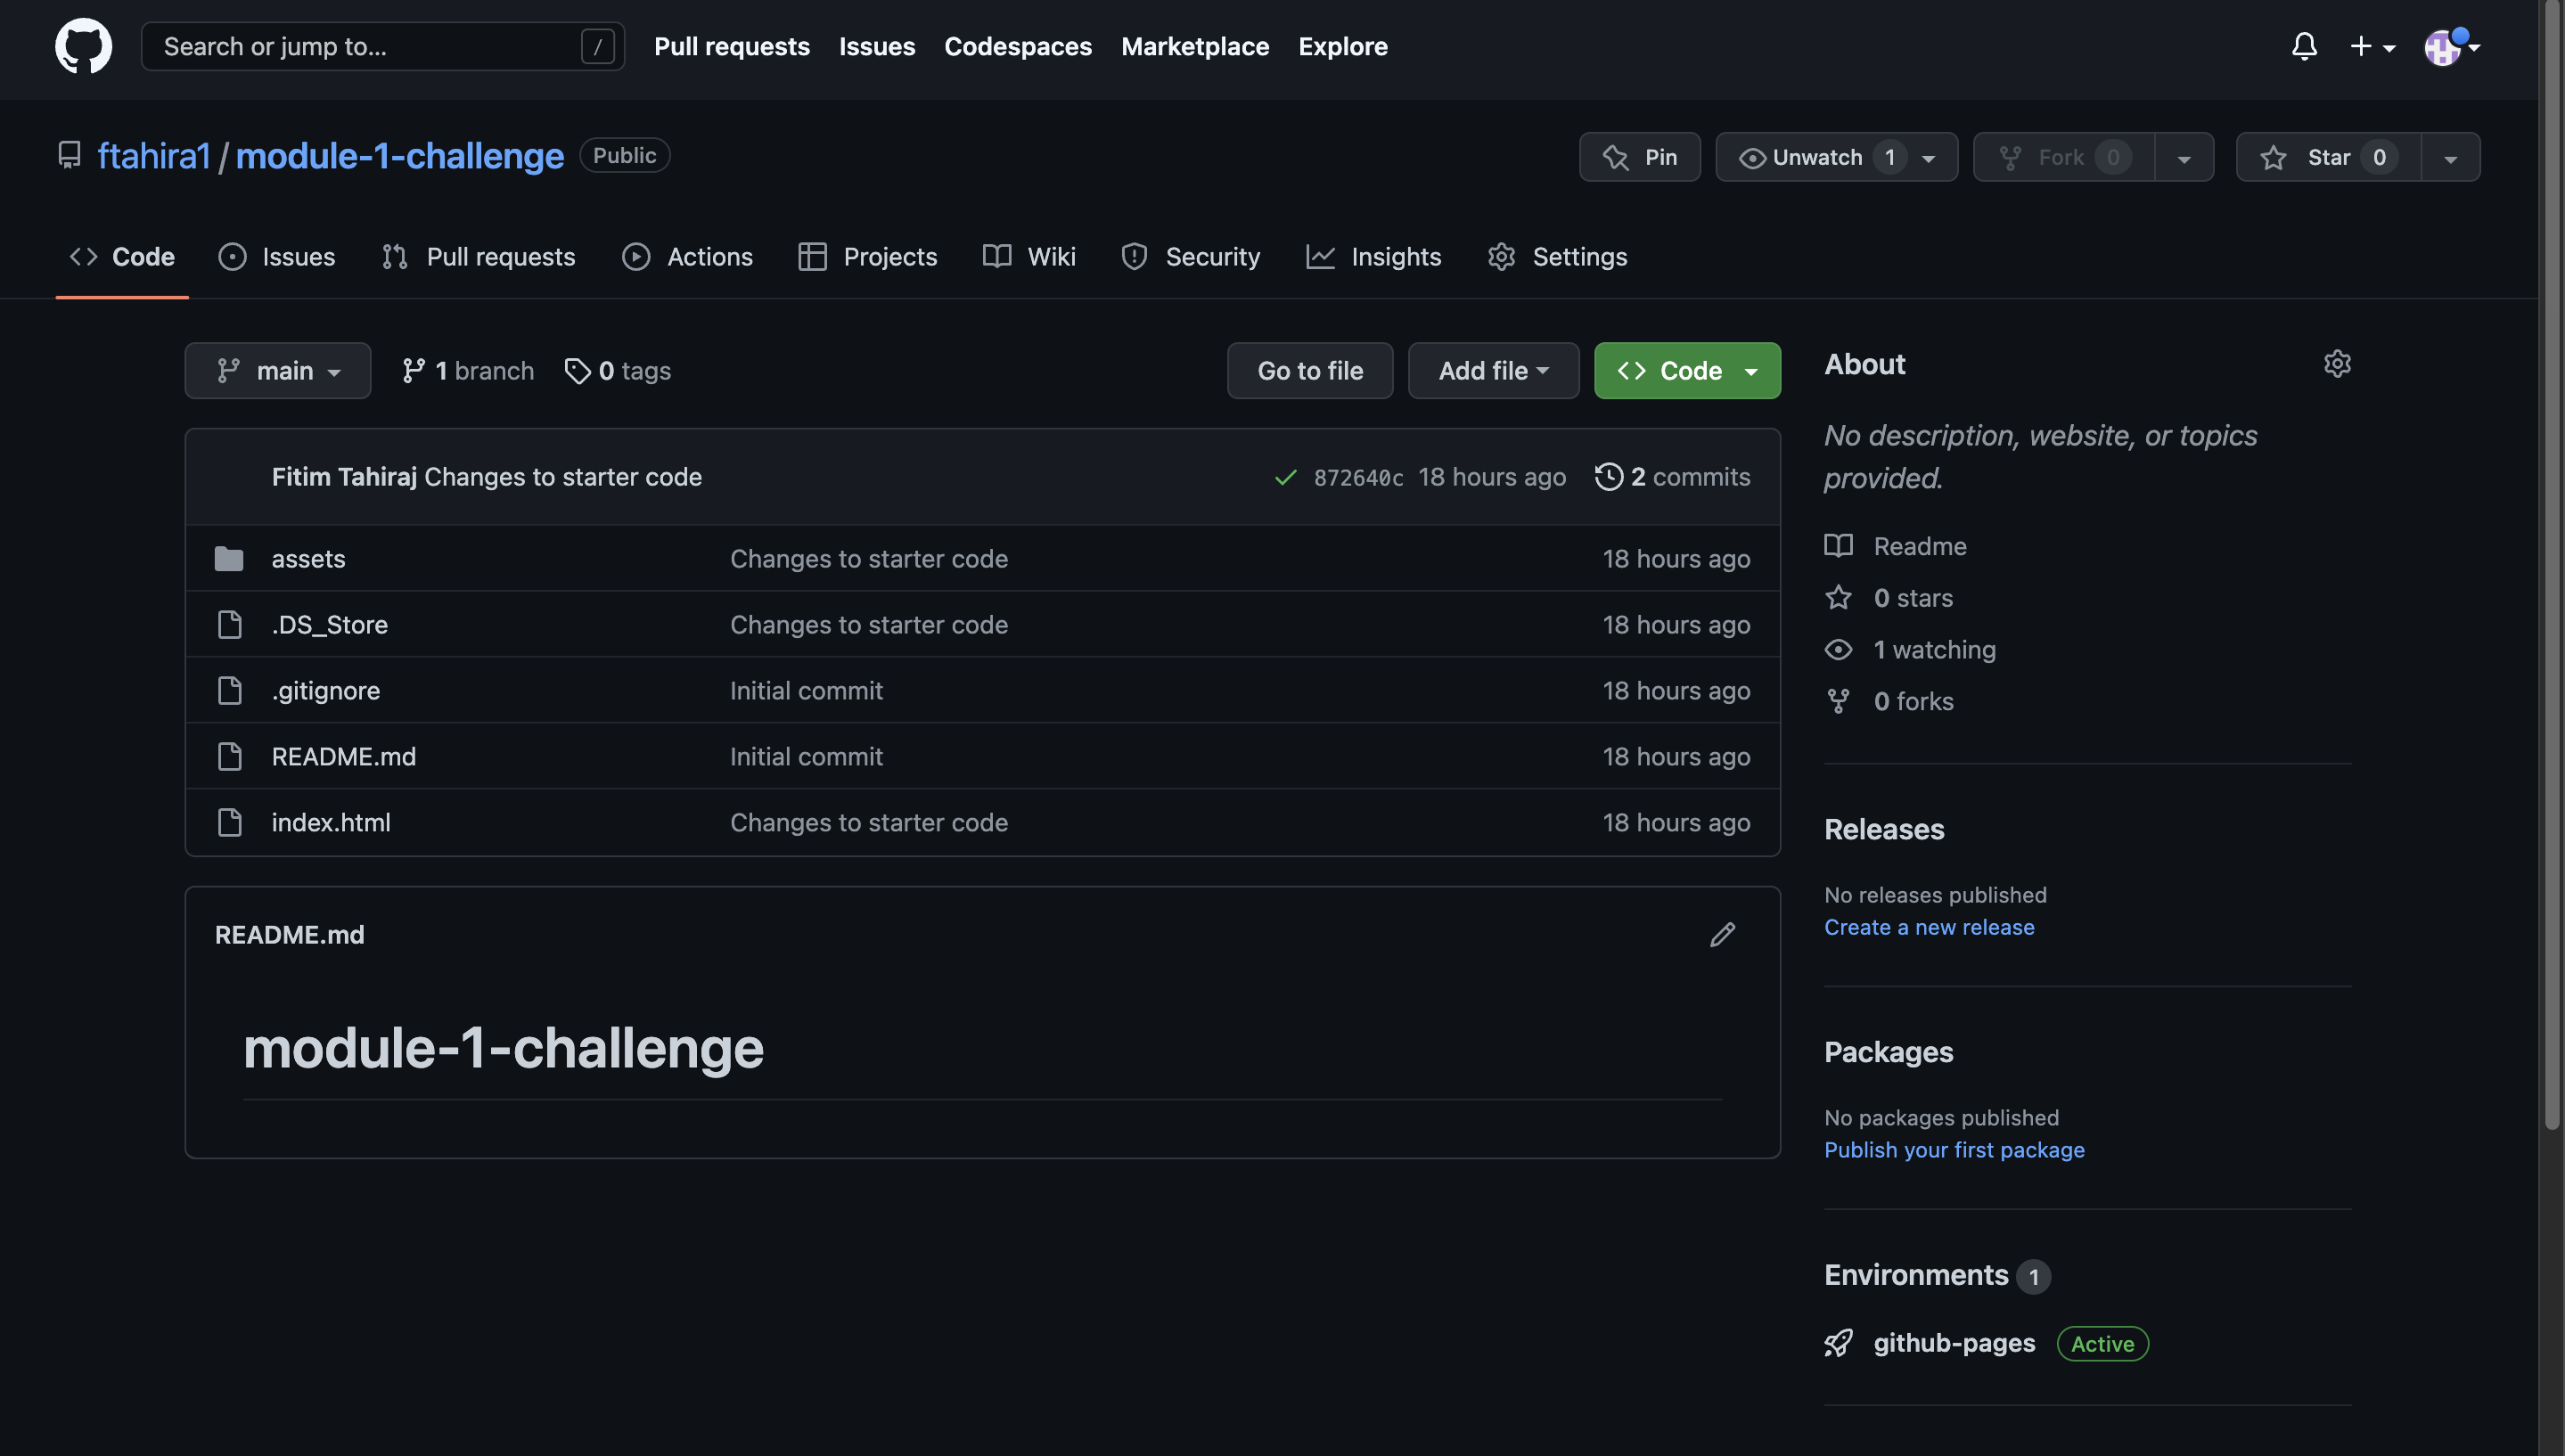 Search or jump to... /
Pull requests Issues Codespaces Marketplace Explore
ftahira1 / module-1-challenge Public
Pin Unwatch 1 Fork 0 Star 0
Code Issues Pull requests Actions Projects Wiki Security Insights Settings
main 1 branch 0 tags Go to file Add file Code
Fitim Tahiraj Changes to starter code 872640c 18 hours ago 2 commits
assets Changes to starter code 18 hours ago
.DS_Store Changes to starter code 18 hours ago
.gitignore Initial commit 18 hours ago
README.md Initial commit 18 hours ago
index.html Changes to starter code 18 hours ago
README.md
module-1-challenge
About
No description, website, or topics
provided.
Readme
0 stars
1 watching
0 forks
Releases
No releases published
Create a new release
Packages
No packages published
Publish your first package
Environments 1
github-pages Active